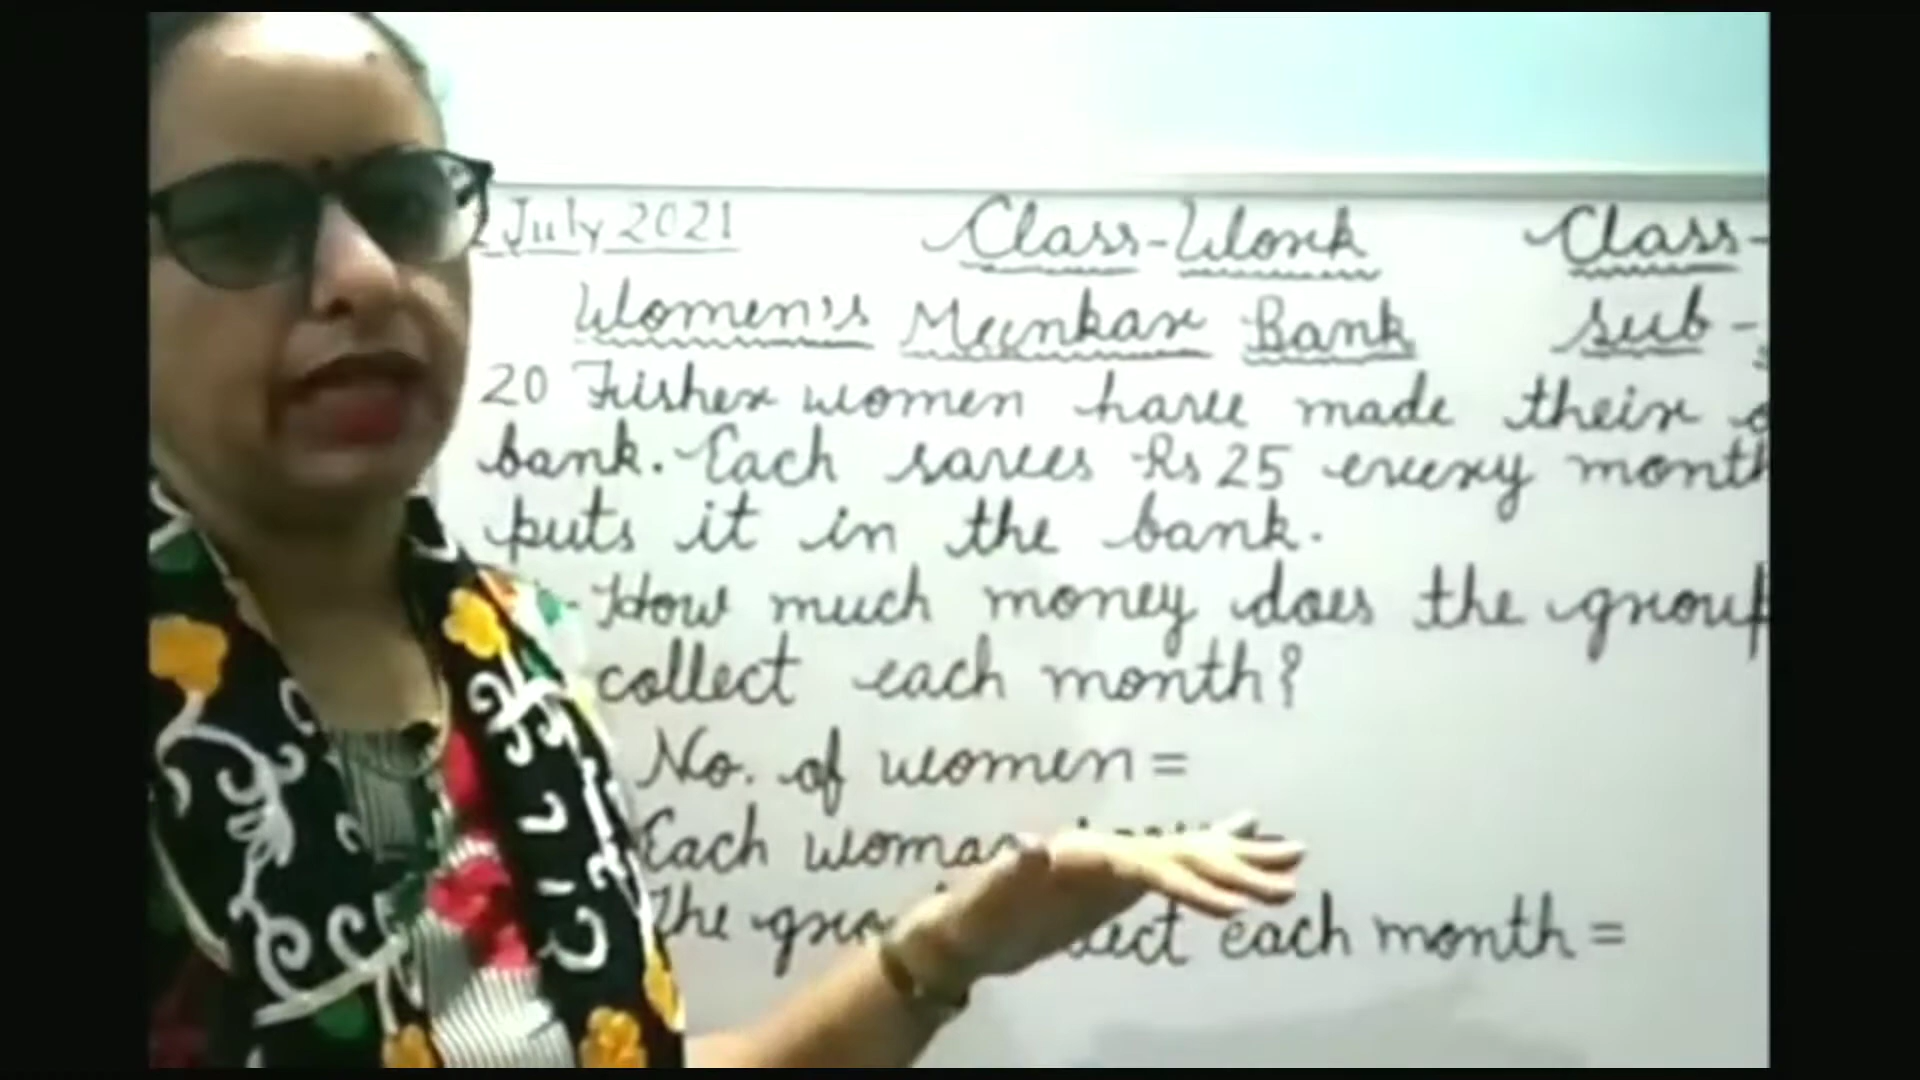 July 2021 Class-Work Class-
Women's Meenkar Bank Sub-
20 Fisher women have made their
bank. Each saves Rs 25 every month
puts it in the bank.
How much money does the group
collect each month?
No. of women =
Each woman
The each month =